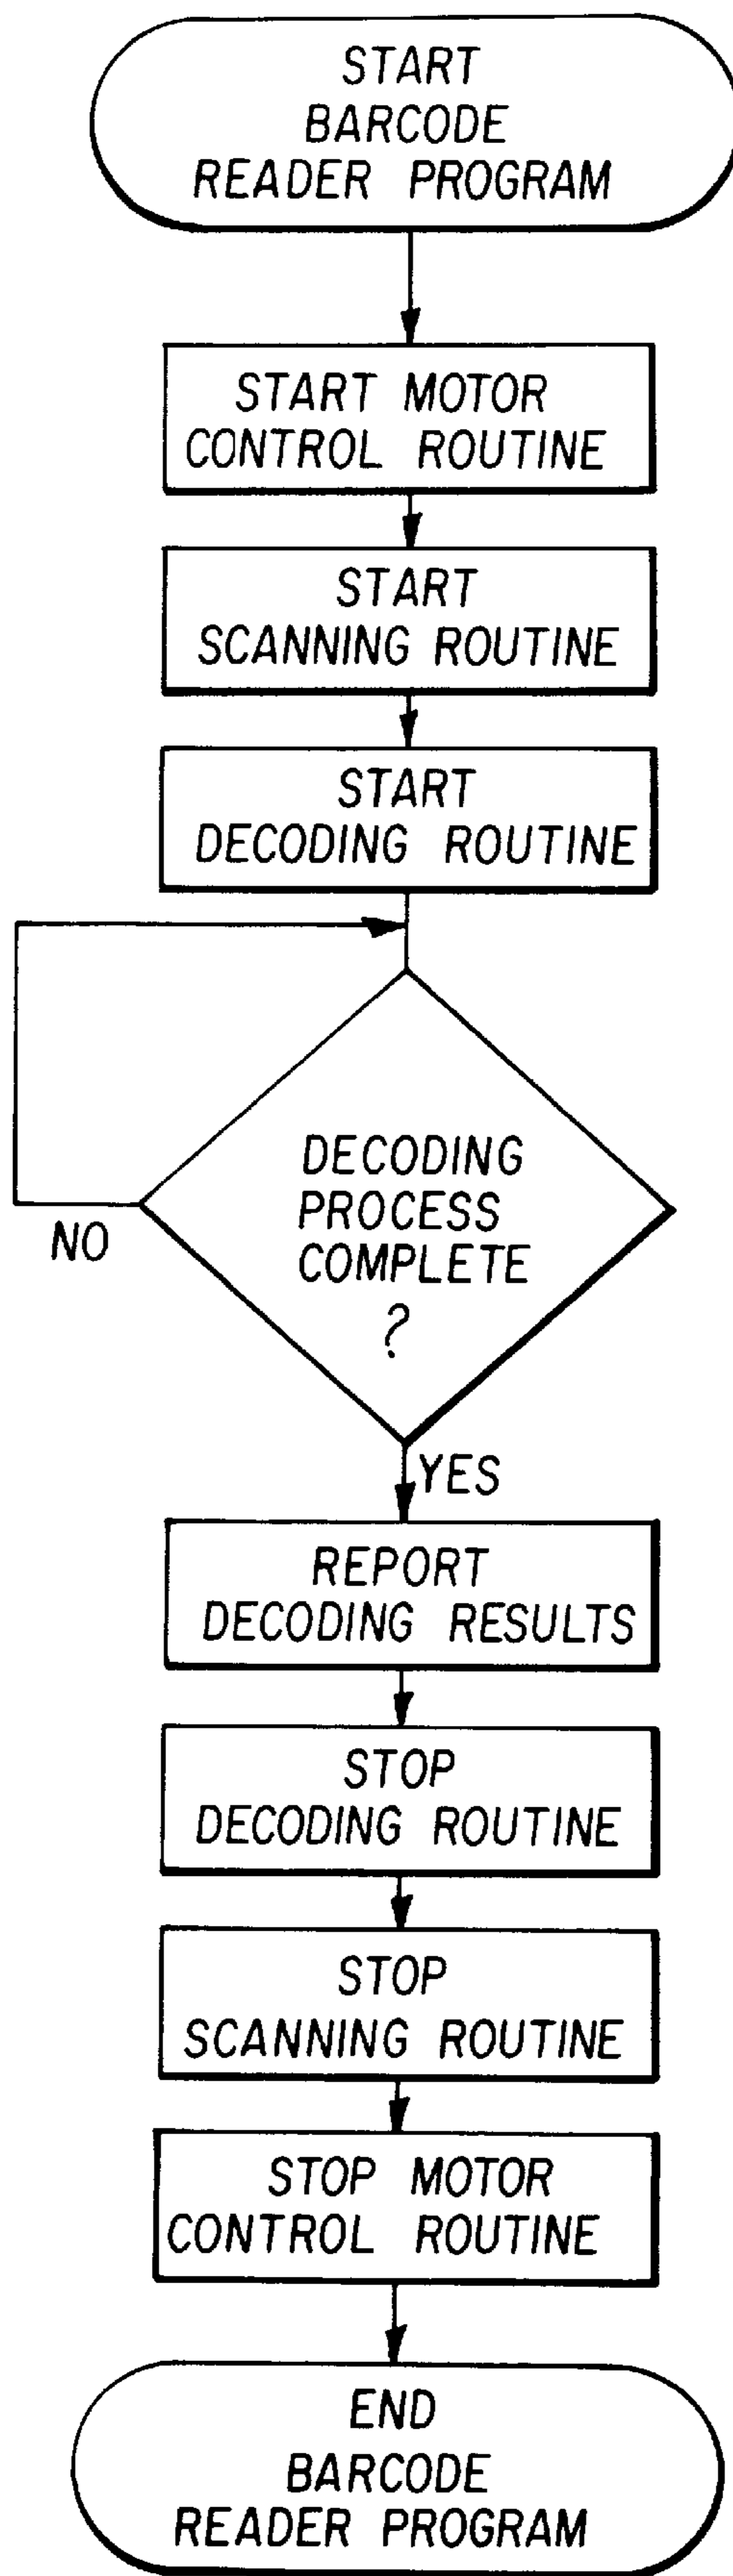 START
BARCODE
READER PROGRAM
START MOTOR
CONTROL ROUTINE
START
SCANNING ROUTINE
START
DECODING ROUTINE
DECODING
PROCESS
COMPLETE
?
NO
YES
REPORT
DECODING RESULTS
STOP
DECODING ROUTINE
STOP
SCANNING ROUTINE
STOP MOTOR
CONTROL ROUTINE
END
BARCODE
READER PROGRAM